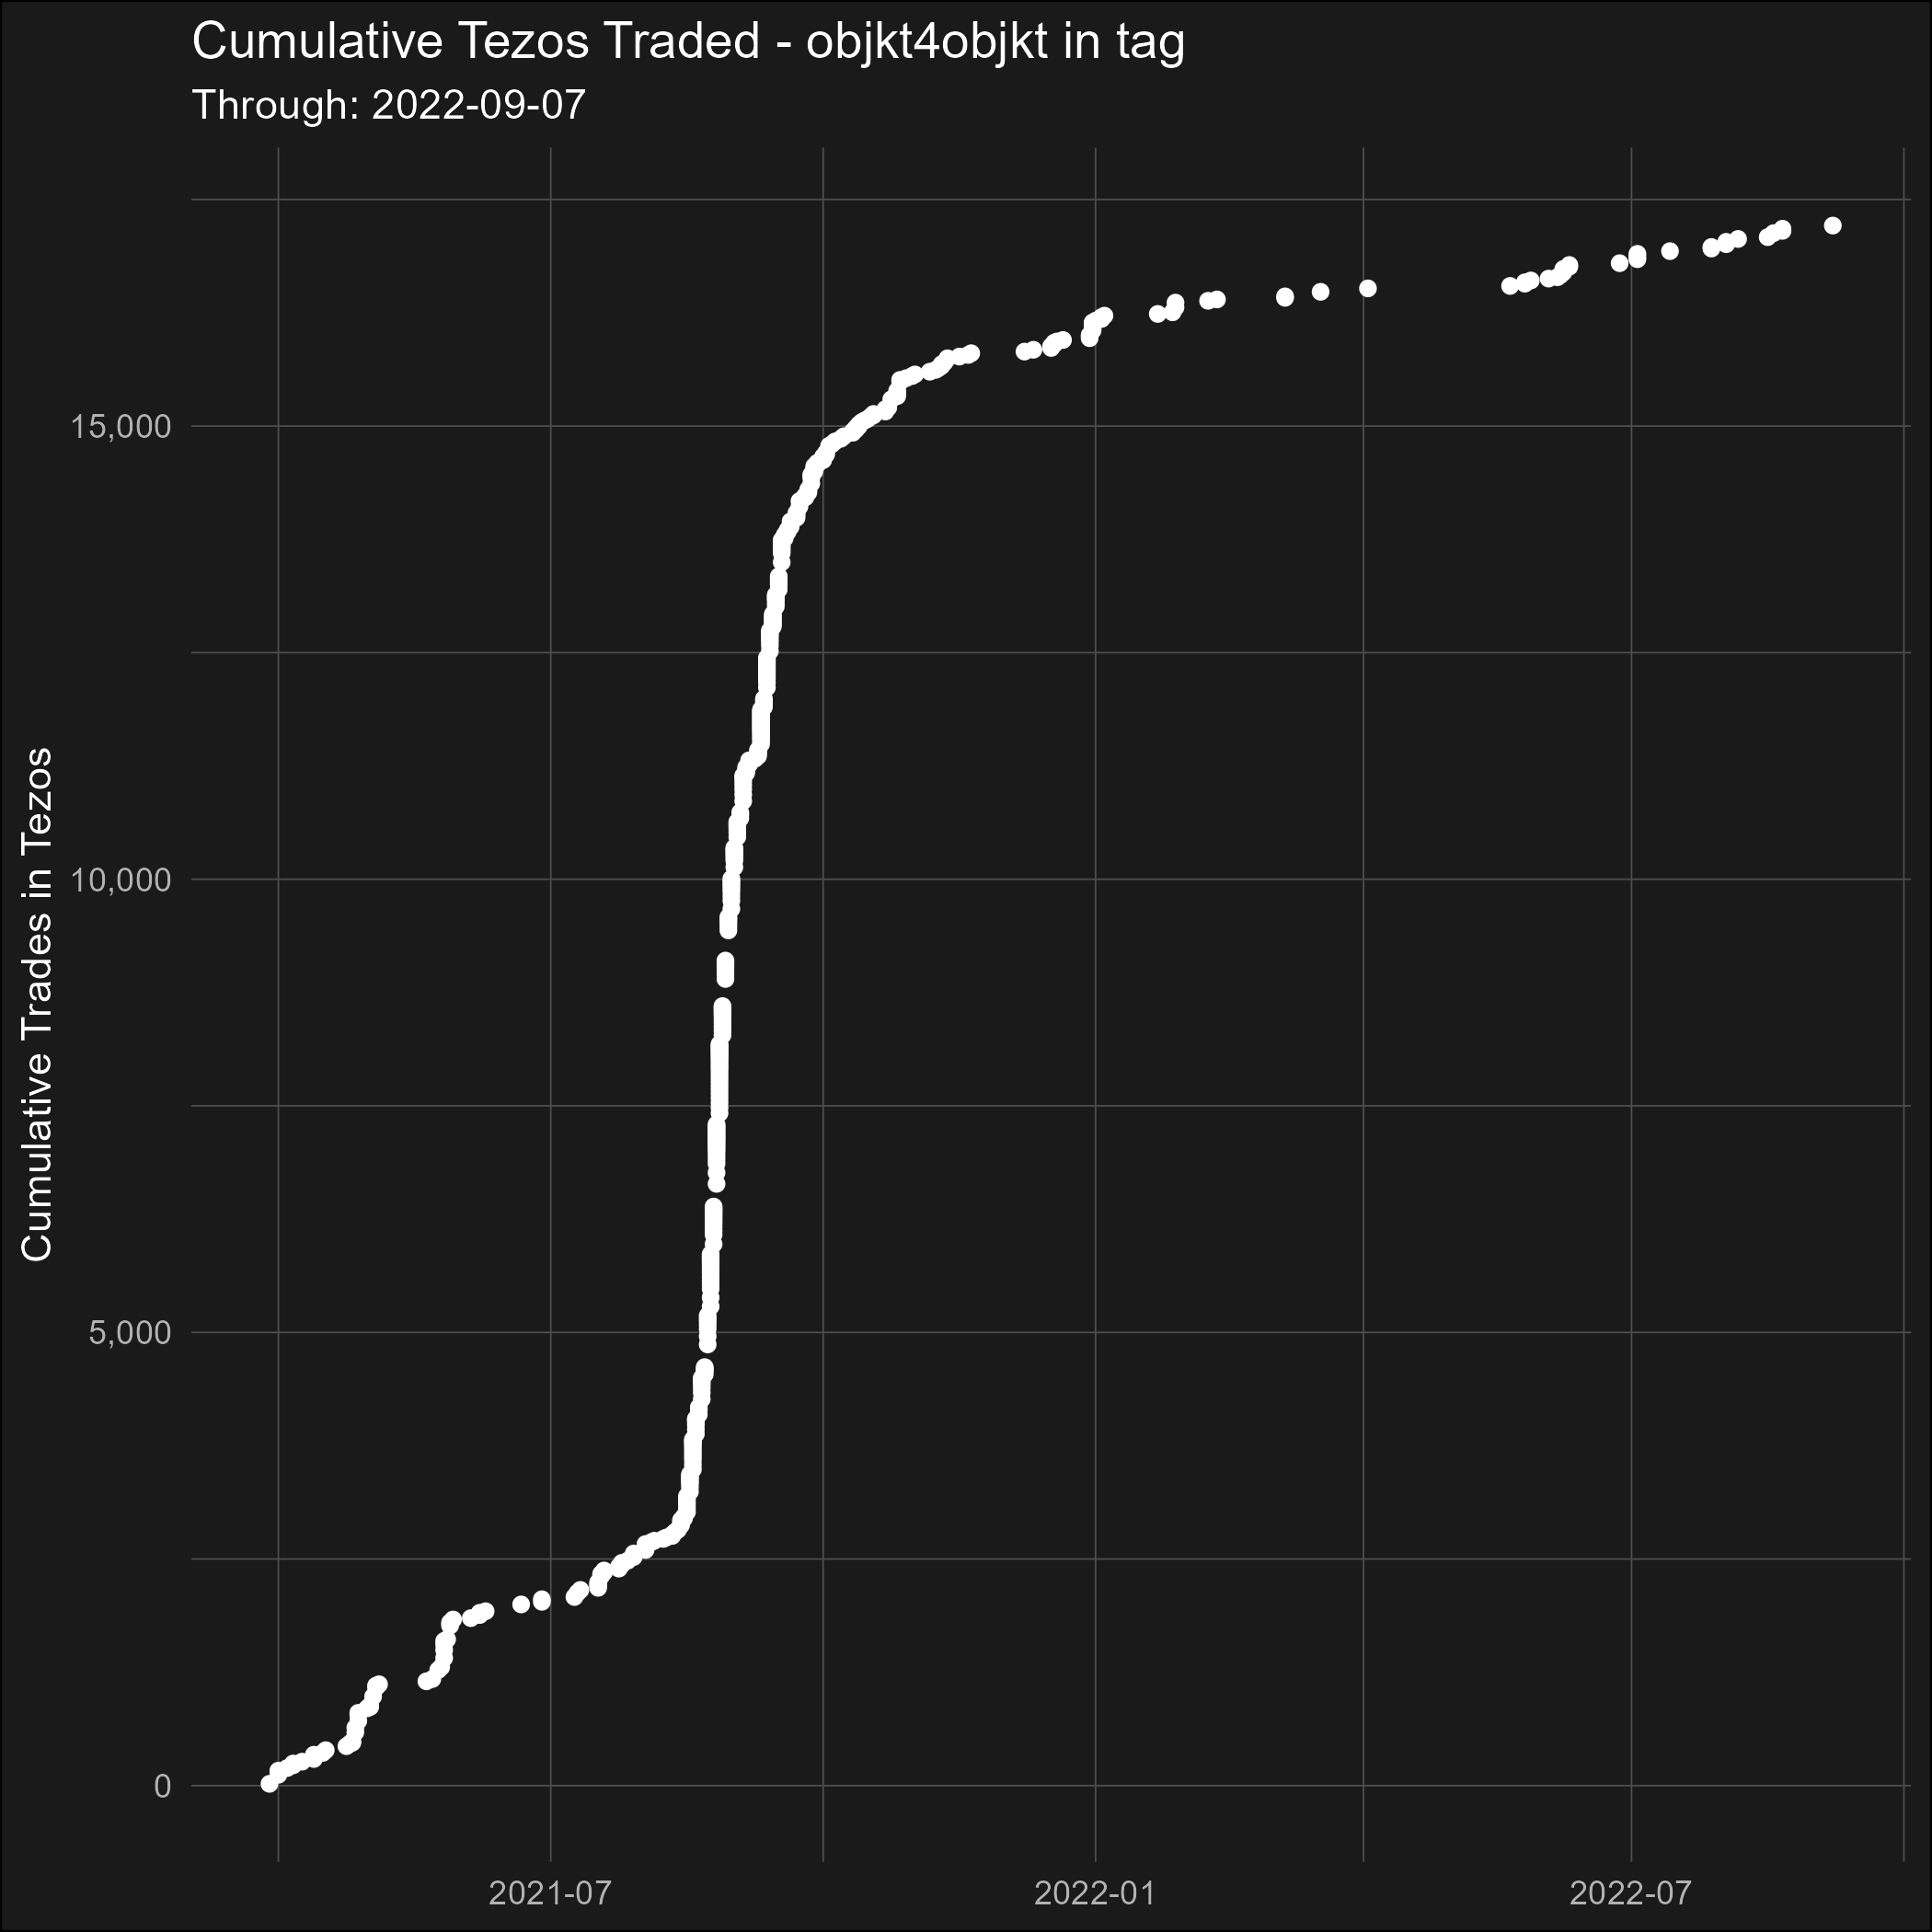 Cumulative Tezos Traded - objkt4objkt in tag
Through: 2022-09-07
Cumulative Trades in Tezos
15,000
10,000
5,000
0
2021-07
2022-01
2022-07